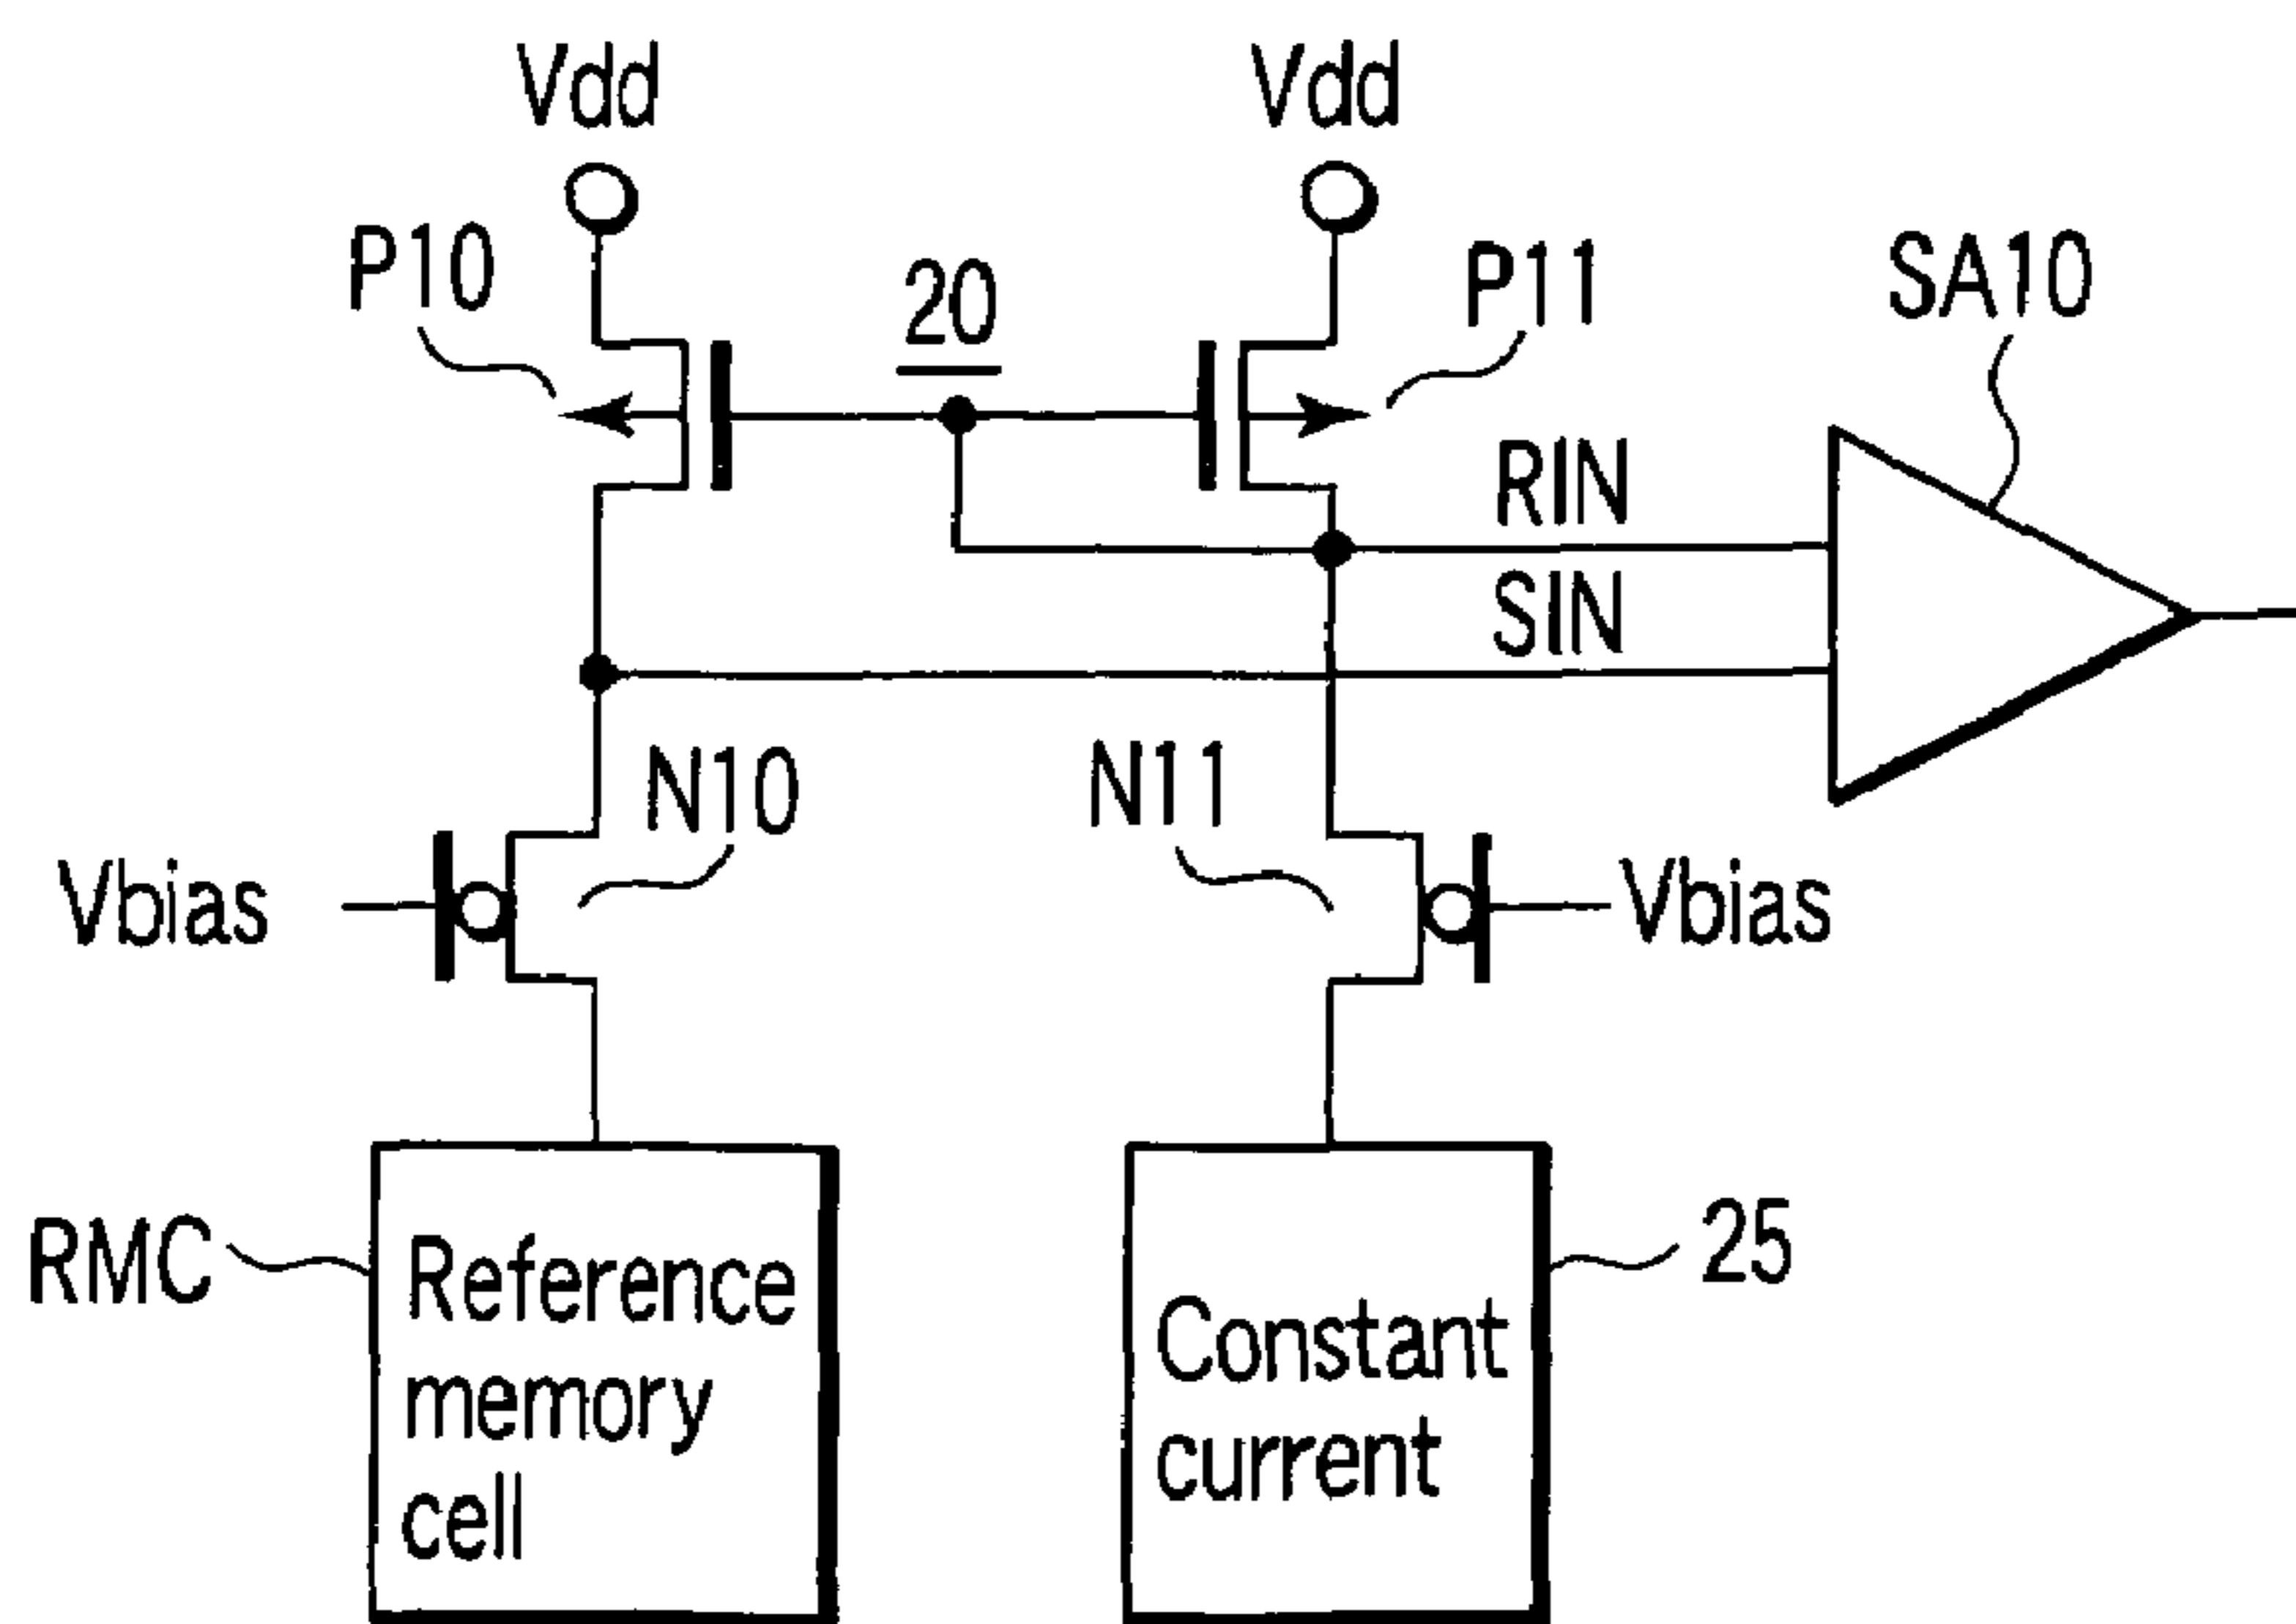 Vdd
Vdd
P10
20
P11
SA10
RIN
SIN
N10
N11
Vbias
Vbias
RMC
Reference
memory
cell
Constant
current
25